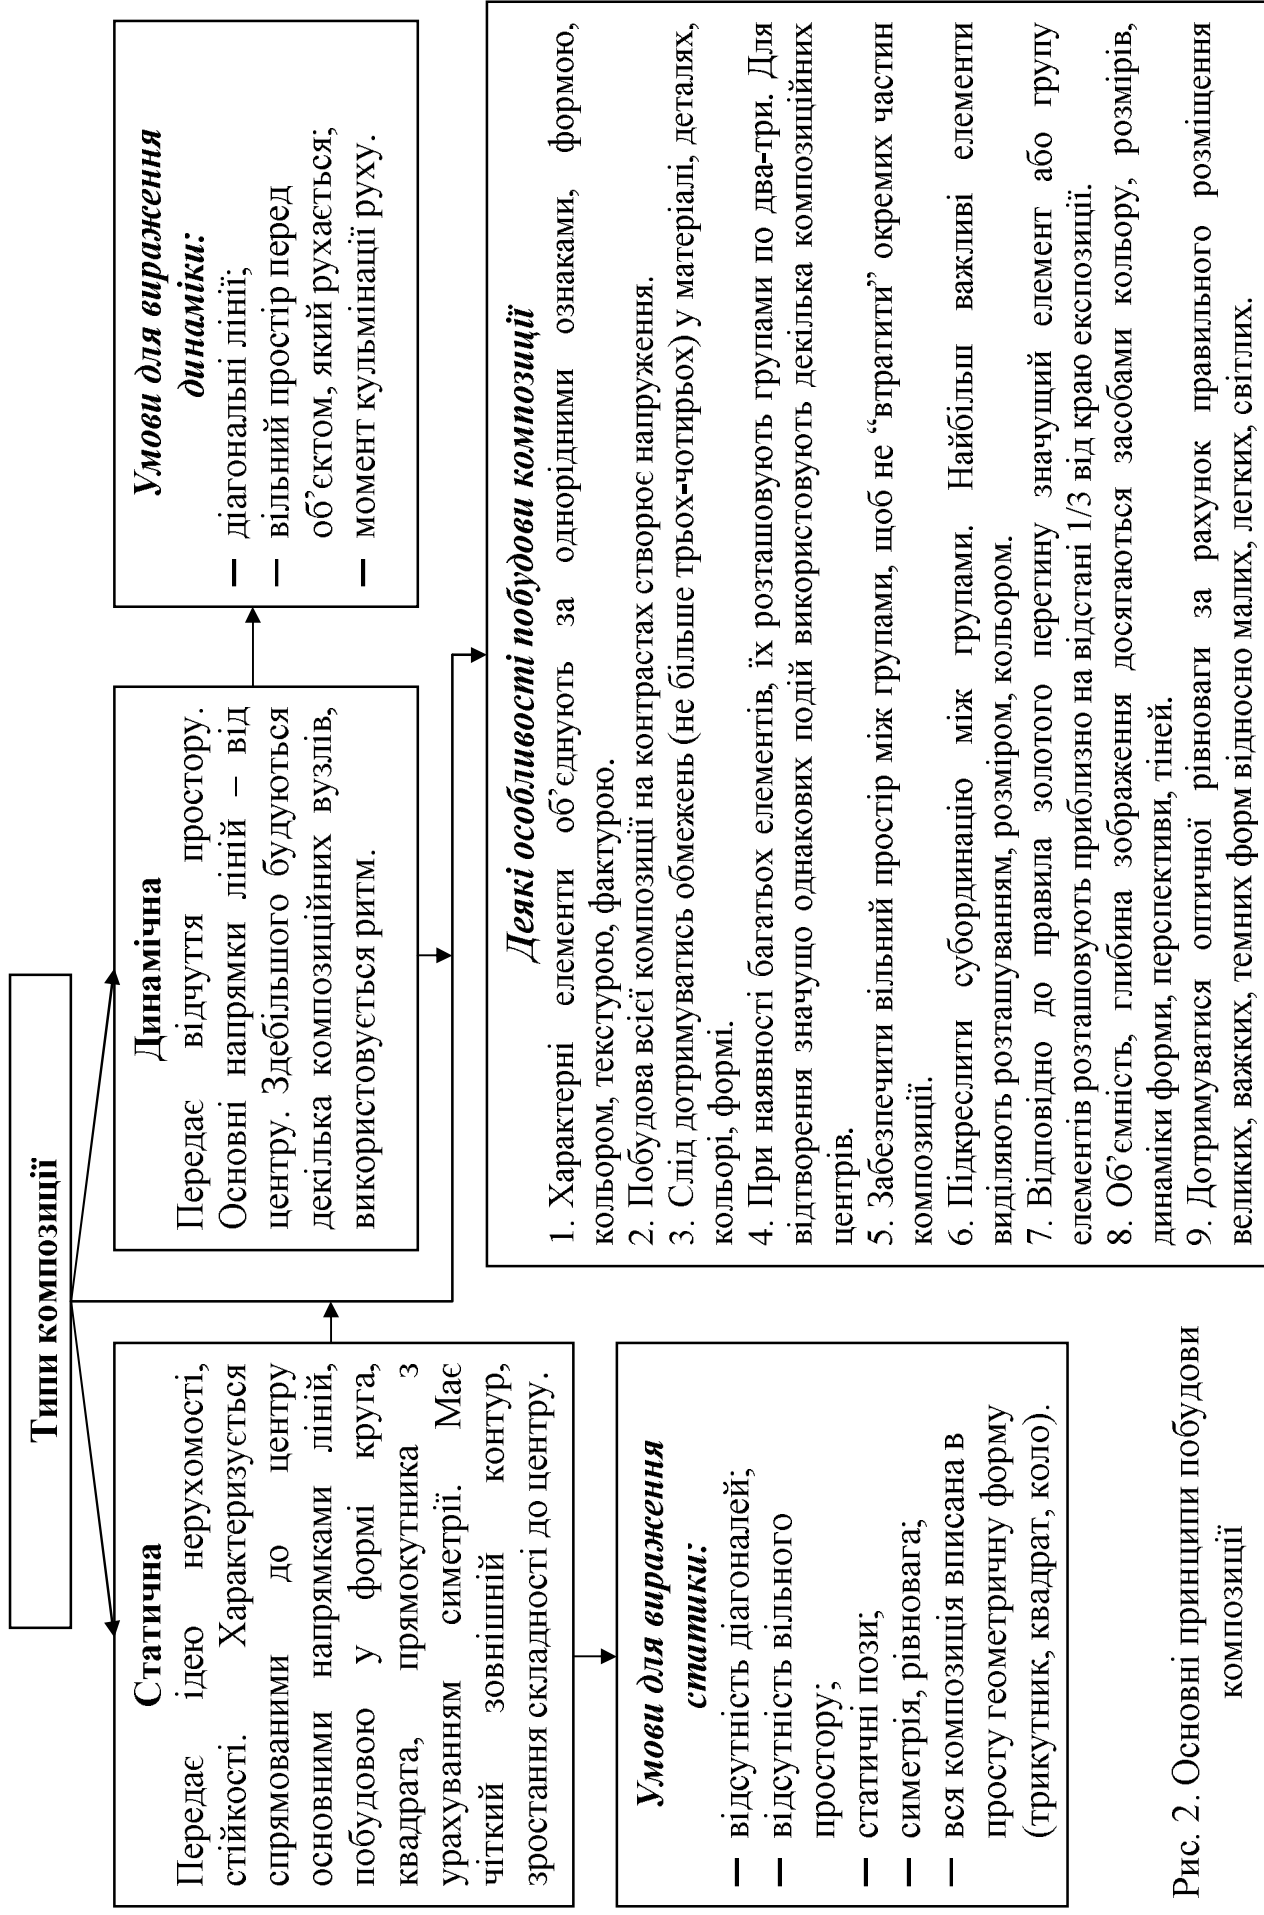 Типи композиції
Статична
Передає ідею нерухомості,
стійкості. Характеризується
спрямованими до центру
основними напрямками ліній,
побудовою у формі круга,
квадрата, прямокутника з
урахуванням симетрії. Має
чіткий зовнішній контур,
зростання складності до центру.
Динамічна
Передає відчуття простору.
Основні напрямки ліній – від
центру. Здебільшого будуються
декілька композиційних вузлів,
використовується ритм.
Умови для вираження
динаміки:
– діагональні лінії;
– вільний простір перед
об’єктом, який рухається;
– момент кульмінації руху.
Умови для вираження
статики:
– відсутність діагоналей;
– відсутність вільного
простору;
– статичні пози;
– симетрія, рівновага;
– вся композиція вписана в
просту геометричну форму
(трикутник, квадрат, коло).
Деякі особливості побудови композиції
1. Характерні елементи об’єднують за однорідними ознаками, формою,
кольором, текстурою, фактурою.
2. Побудова всієї композиції на контрастах створює напруження.
3. Слід дотримуватись обмежень (не більше трьох-чотирьох) у матеріалі, деталях,
кольорі, формі.
4. При наявності багатьох елементів, їх розташовують групами по два-три. Для
відтворення значущо однакових подій використовують декілька композиційних
центрів.
5. Забезпечити вільний простір між групами, щоб не “втратити” окремих частин
композиції.
6. Підкреслити субординацію між групами. Найбільш важливі елементи
виділяють розташуванням, розміром, кольором.
7. Відповідно до правила золотого перетину значущий елемент або групу
елементів розташовують приблизно на відстані 1/3 від краю експозиції.
8. Об’ємність, глибина зображення досягаються засобами кольору, розмірів,
динаміки форми, перспективи, тіней.
9. Дотримуватися оптичної рівноваги за рахунок правильного розміщення
великих, важких, темних форм відносно малих, легких, світлих.
Рис. 2. Основні принципи побудови
композиції